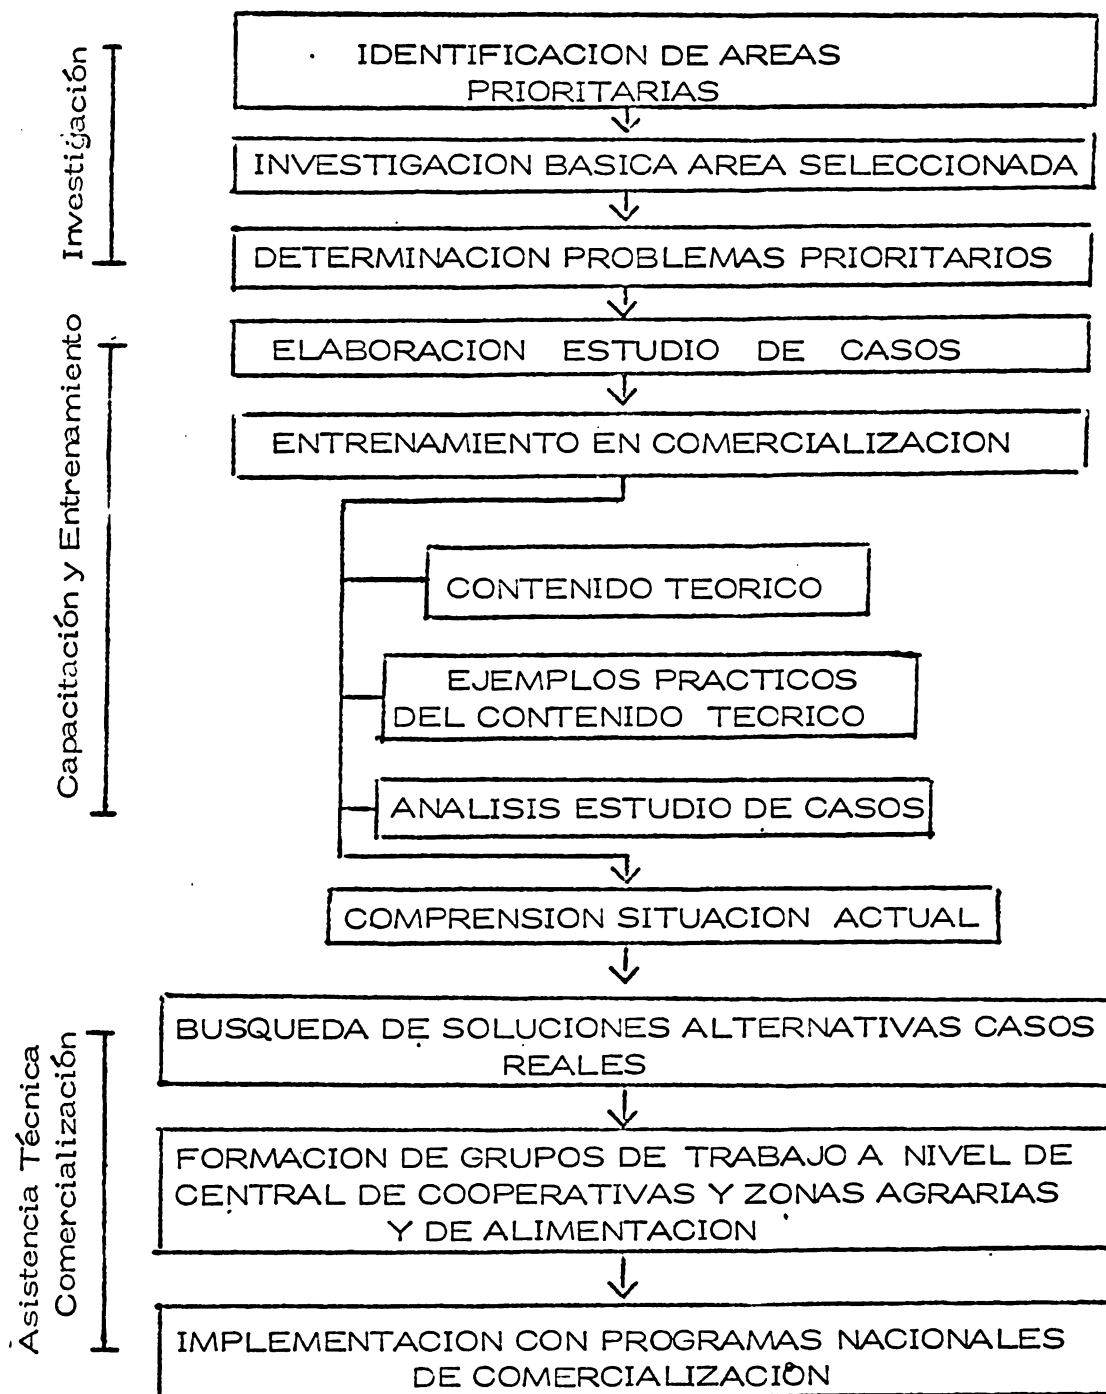 Investigación
IDENTIFICACION DE AREAS
PRIORITARIAS
INVESTIGACION BASICA AREA SELECCIONADA
DETERMINACION PROBLEMAS PRIORITARIOS
Capacitación y Entrenamiento
ELABORACION ESTUDIO DE CASOS
ENTRENAMIENTO EN COMERCIALIZACION
CONTENIDO TEORICO
EJEMPLOS PRACTICOS
DEL CONTENIDO TECRICO
ANALISIS ESTUDIO DE CASOS
COMPRENSION SITUACION ACTUAL
Asistencia Técnica
Comercialización
BUSQUEDA DE SOLUCIONES ALTERNATIVAS CASOS
REALES
FORMACION DE GRUPOS DE TRABAJO A NIVEL DE
CENTRAL DE COOPERATIVAS Y ZONAS AGRARIAS
Y DE ALIMENTACION
IMPLEMENTACION CON PROGRAMAS NACIONALES
DE COMERCIALIZACION